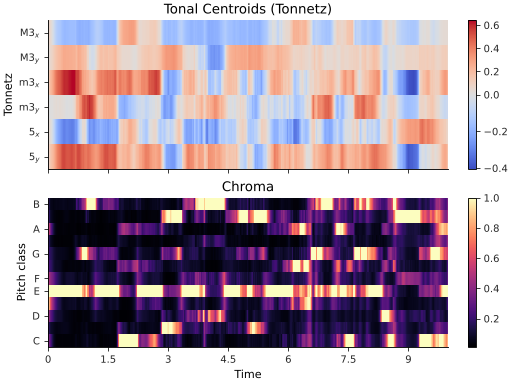 Tonal Centroids (Tonnetz)
M3x
M3y
m3x
m3y
5x
5y
Tonnetz
0.6
0.4
0.2
0.0
−0.2
−0.4
Chroma
B
A
G
F
E
D
C
Pitch class
0
1.5
3
4.5
6
7.5
9
Time
1.0
0.8
0.6
0.4
0.2